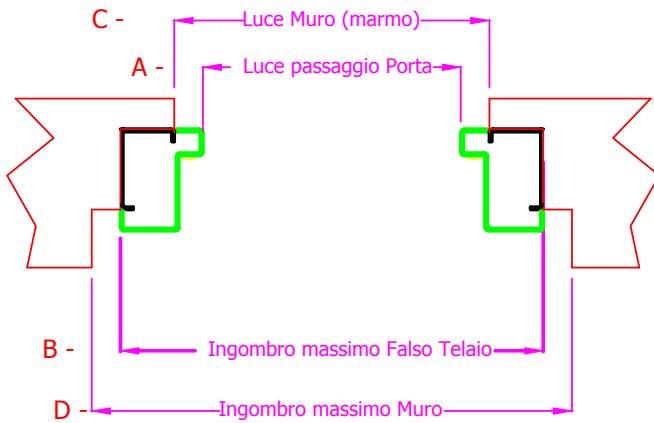 C - Luce Muro (marmo)
A - Luce passaggio Porta
B - Ingombro massimo Falso Telaio
D - Ingombro massimo Muro